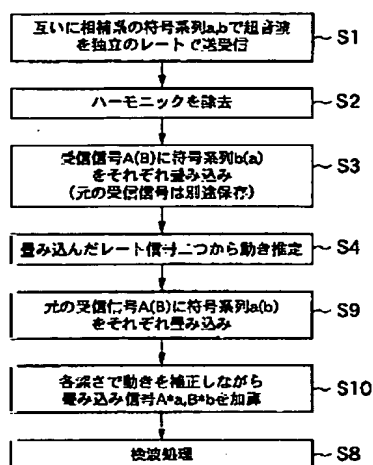 互いに相補系の符号系列a,bで超音波
を独立のレートで送受信
S1
ハーモニックを除去
S2
受信信号A(B)に符号系列b(a)
をそれぞれ畳み込み
(元の受信信号は別途保存)
S3
畳み込んだレート信号二つから動き推定
S4
元の受信信号A(B)に符号系列a(b)
をそれぞれ畳み込み
S9
各深さで動きを補正しながら
畳み込み信号A*a,B*bを加算
S10
検波処理
S8